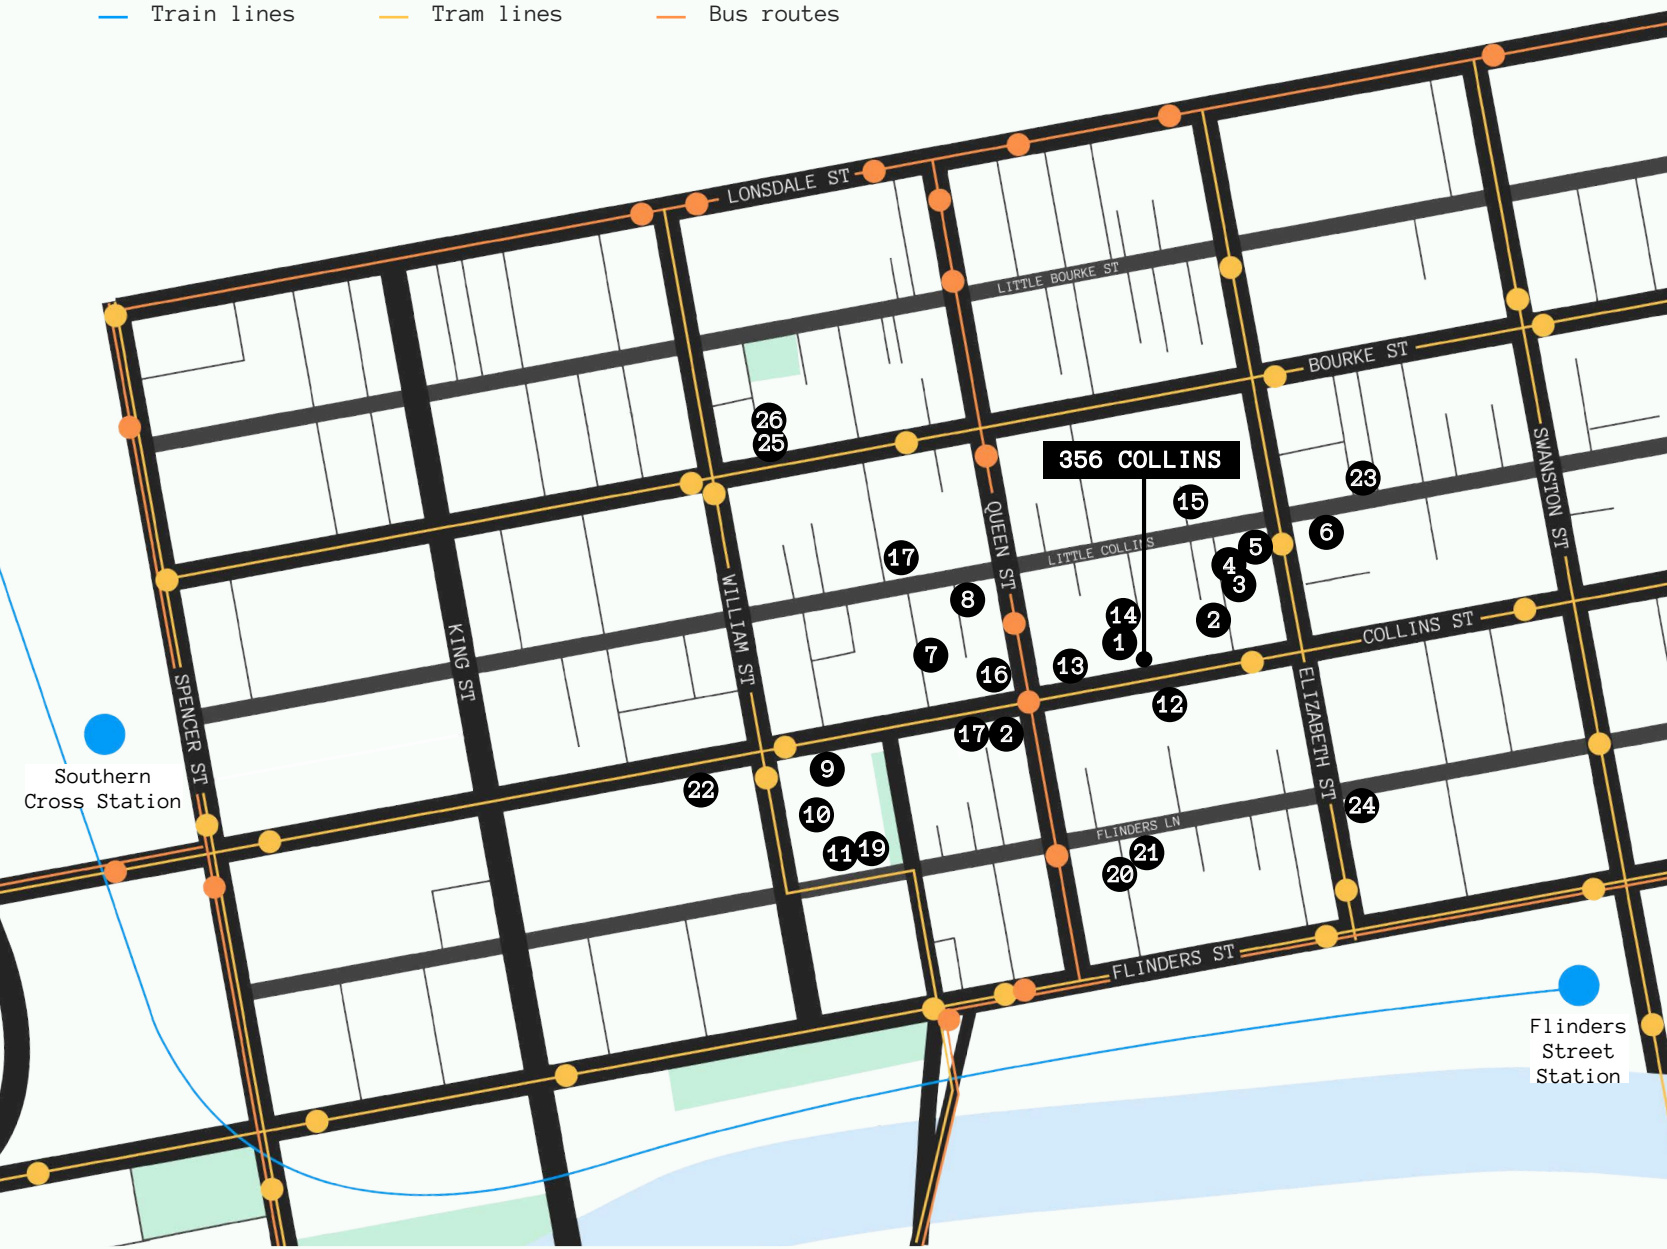 Train lines
Tram lines
Bus routes
LONSDALE ST
LITTLE BOURKE ST
BOURKE ST
26
25
356 COLLINS
15
23
SWANSTON ST
QUEEN ST
6
5
LITTLE COLLINS
17
4
3
WILLIAM ST
8
14
2
COLLINS ST
1
KING ST
7
13
16
SPENCER ST
12
ELIZABETH ST
17
2
Southern
Cross Station
9
22
24
10
FLINDERS LN
11
19
21
20
FLINDERS ST
Flinders
Street
Station